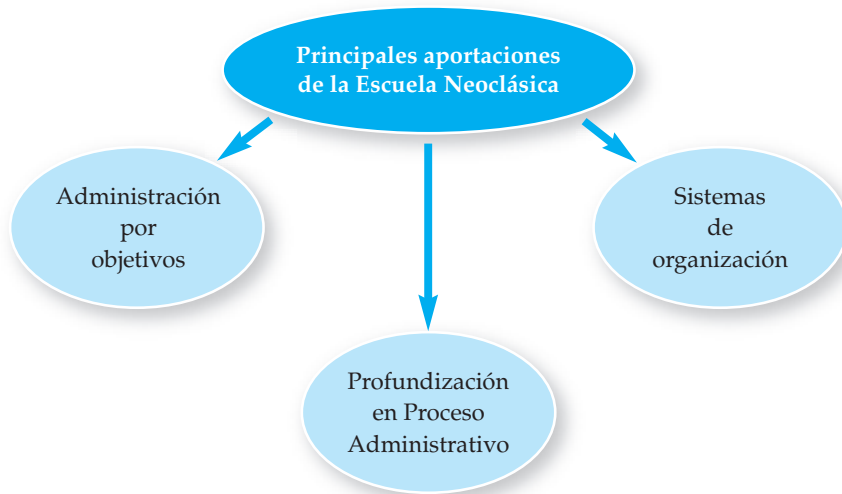 Principales aportaciones
de la Escuela Neoclásica
Administración
por
objetivos
Sistemas
de
organización
Profundización
en Proceso
Administrativo